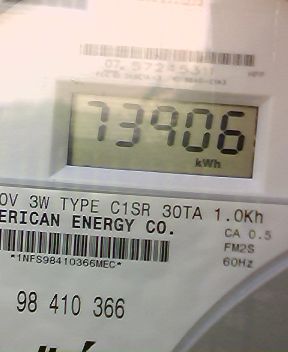 73906
kWh
0V 3W TYPE C1SR 30TA 1.0Kh
ERICAN ENERGY CO.
CA 0.5
FM2S
*1NFS98410366MEC*
60Hz
98 410 366